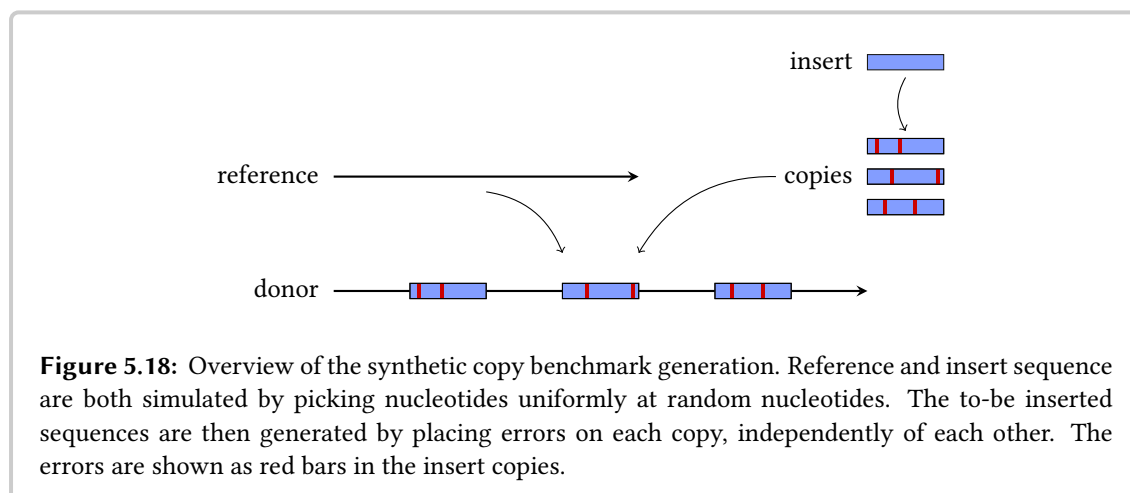 insert
reference
copies
donor
Figure 5.18: Overview of the synthetic copy benchmark generation. Reference and insert sequence
are both simulated by picking nucleotides uniformly at random nucleotides. The to-be inserted
sequences are then generated by placing errors on each copy, independently of each other. The
errors are shown as red bars in the insert copies.